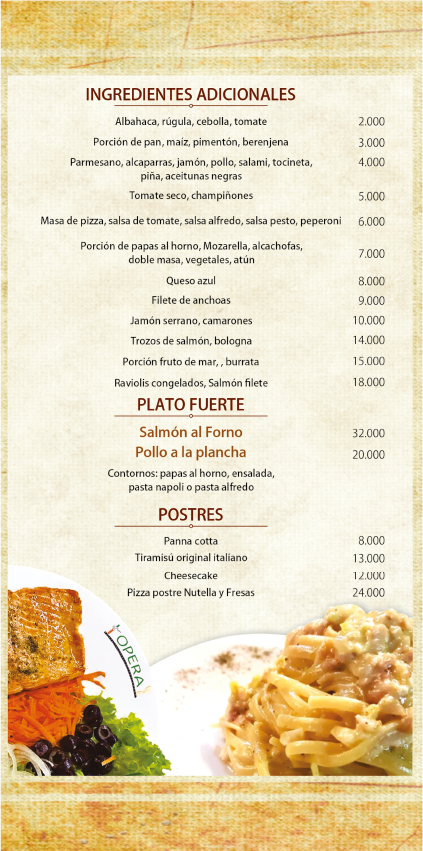 INGREDIENTES ADICIONALES
Albahaca, rúgula, cebolla, tomate 2.000
Porción de pan, maíz, pimentón, berenjena 3.000
Parmesano, alcaparras, jamón, pollo, salami, tocineta, 4.000
piña, aceitunas negras
Tomate seco, champiñones 5.000
Masa de pizza, salsa de tomate, salsa alfredo, salsa pesto, peperoni 6.000
Porción de papas al horno, Mozarella, alcachofas,
doble masa, vegetales, atún 7.000
Queso azul 8.000
Filete de anchoas 9.000
Jamón serrano, camarones 10.000
Trozos de salmón, bologna 14.000
Porción fruto de mar, , burrata 15.000
Raviolis congelados, Salmón filete 18.000
PLATO FUERTE
Salmón al Forno 32.000
Pollo a la plancha 20.000
Contornos: papas al horno, ensalada,
pasta napoli o pasta alfredo
POSTRES
Panna cotta 8.000
Tiramisú original italiano 13.000
Cheesecake 12.000
Pizza postre Nutella y Fresas 24.000
OPERA